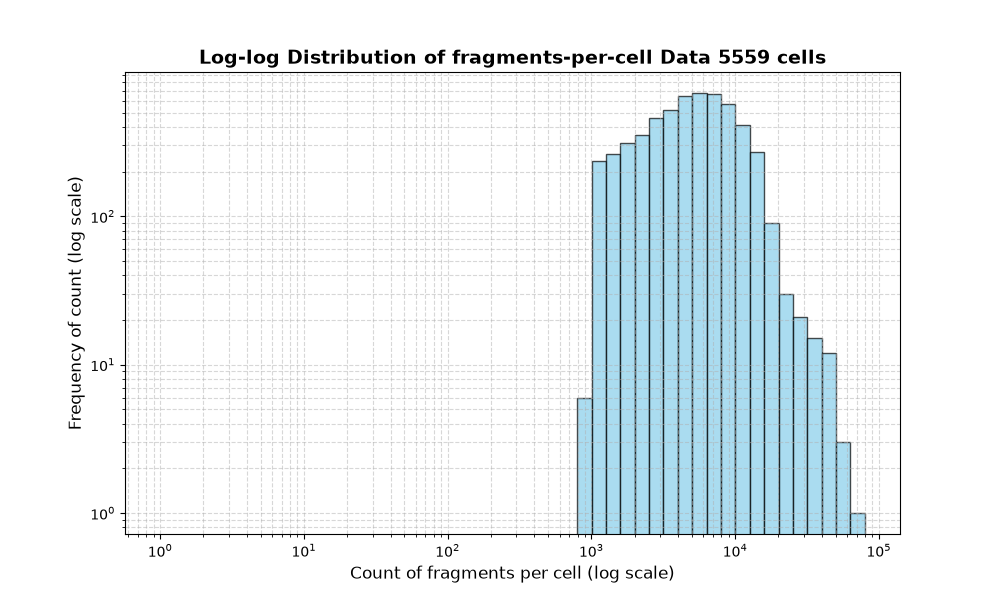 Log-log Distribution of fragments-per-cell Data 5559 cells
Frequency of count (log scale)
10²
10¹
10⁰
10⁰ 10¹ 10² 10³ 10⁴ 10⁵
Count of fragments per cell (log scale)